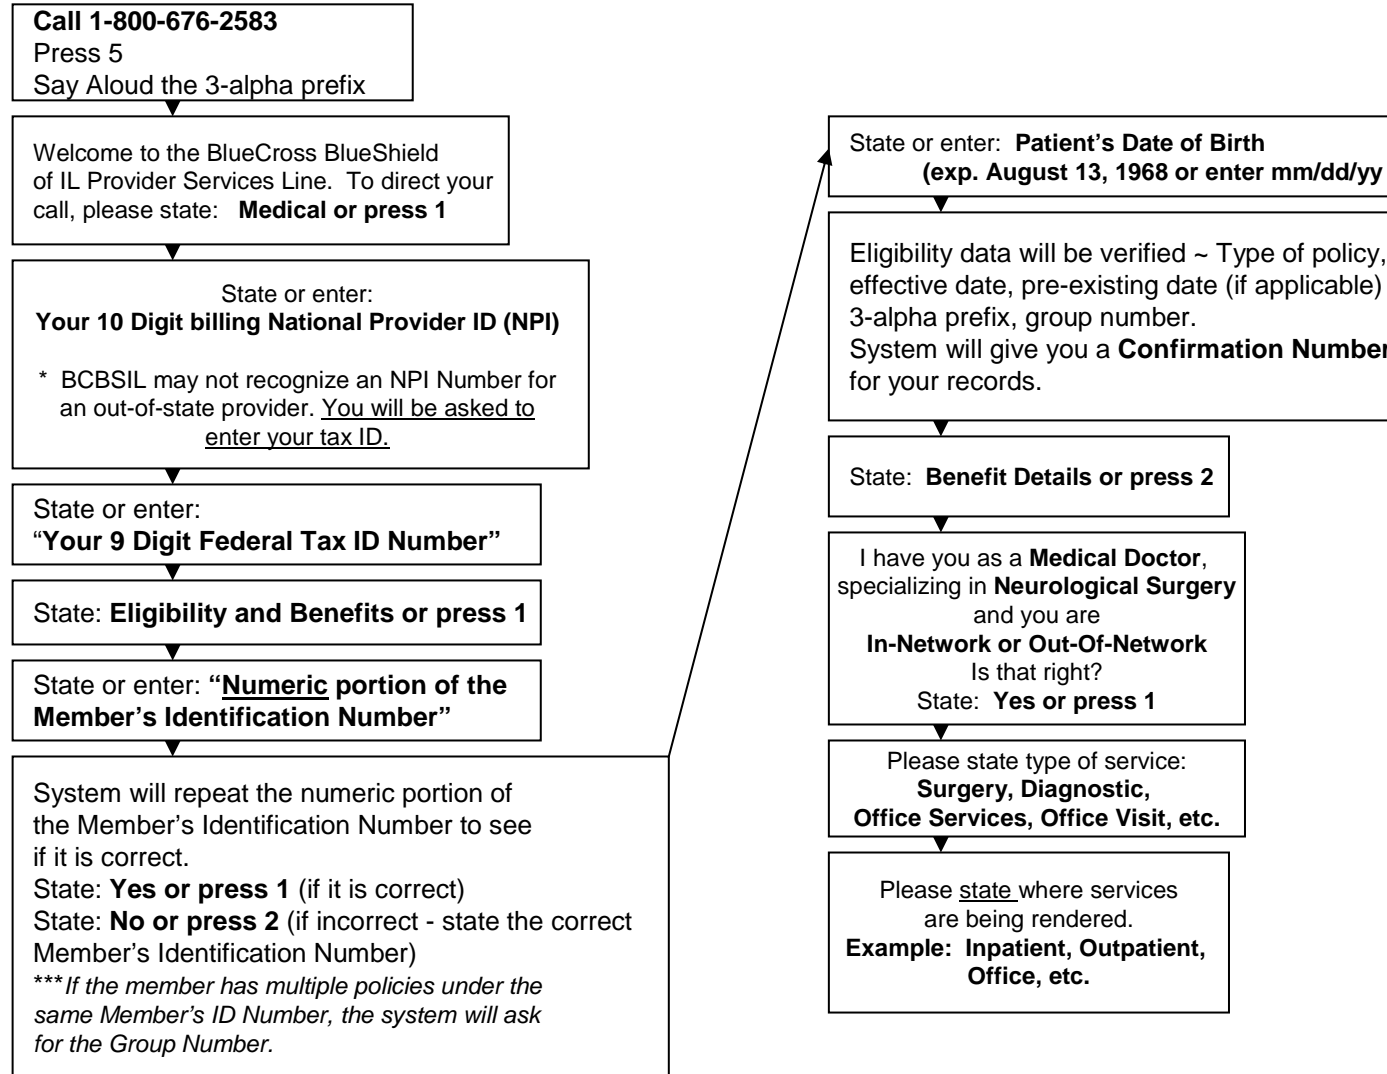 Call 1-800-676-2583
Press 5
Say Aloud the 3-alpha prefix
Welcome to the BlueCross BlueShield
of IL Provider Services Line.  To direct your
call, please state:   Medical or press 1
State or enter:
Your 10 Digit billing National Provider ID (NPI)
*  BCBSIL may not recognize an NPI Number for
an out-of-state provider. You will be asked to
enter your tax ID.
State or enter:
“Your 9 Digit Federal Tax ID Number”
State: Eligibility and Benefits or press 1
State or enter: “Numeric portion of the
Member’s Identification Number”
System will repeat the numeric portion of
the Member’s Identification Number to see
if it is correct.
State: Yes or press 1 (if it is correct)
State: No or press 2 (if incorrect - state the correct
Member’s Identification Number)
***If the member has multiple policies under the
same Member’s ID Number, the system will ask
for the Group Number.
State or enter:  Patient’s Date of Birth
(exp. August 13, 1968 or enter mm/dd/yy
Eligibility data will be verified ~ Type of policy,
effective date, pre-existing date (if applicable)
3-alpha prefix, group number.
System will give you a Confirmation Number
for your records.
State:  Benefit Details or press 2
I have you as a Medical Doctor,
specializing in Neurological Surgery
and you are
In-Network or Out-Of-Network
Is that right?
State:  Yes or press 1
Please state type of service:
Surgery, Diagnostic,
Office Services, Office Visit, etc.
Please state where services
are being rendered.
Example:  Inpatient, Outpatient,
Office, etc.